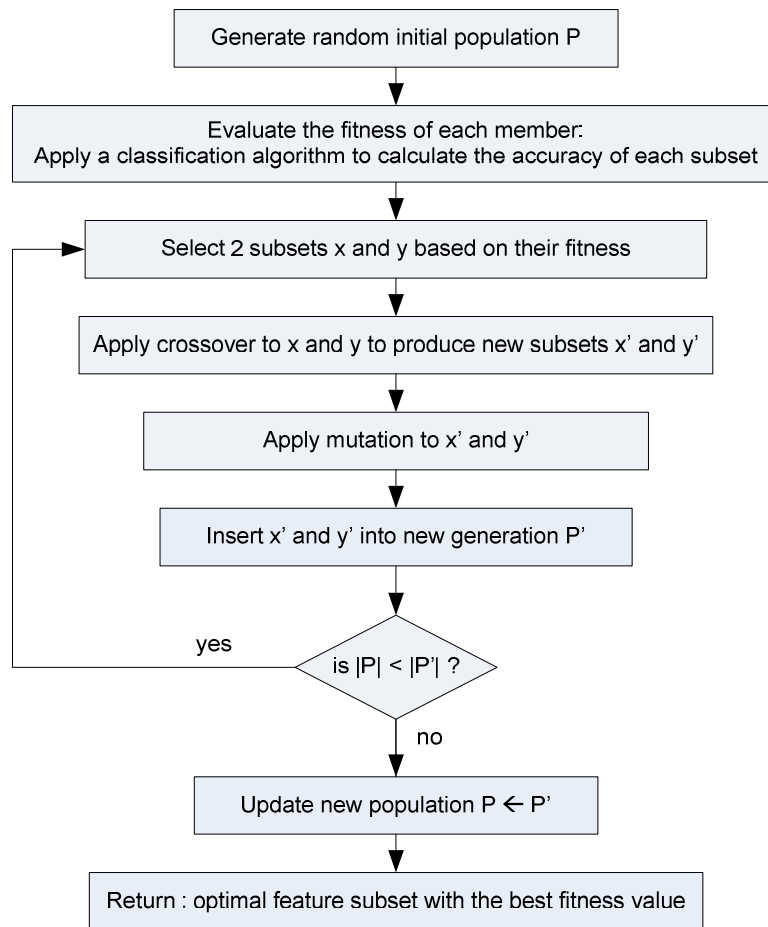 Generate random initial population P
Evaluate the fitness of each member:
Apply a classification algorithm to calculate the accuracy of each subset
Select 2 subsets x and y based on their fitness
Apply crossover to x and y to produce new subsets x’ and y’
Apply mutation to x’ and y’
Insert x’ and y’ into new generation P’
yes
is |P| < |P’| ?
no
Update new population P ← P’
Return : optimal feature subset with the best fitness value